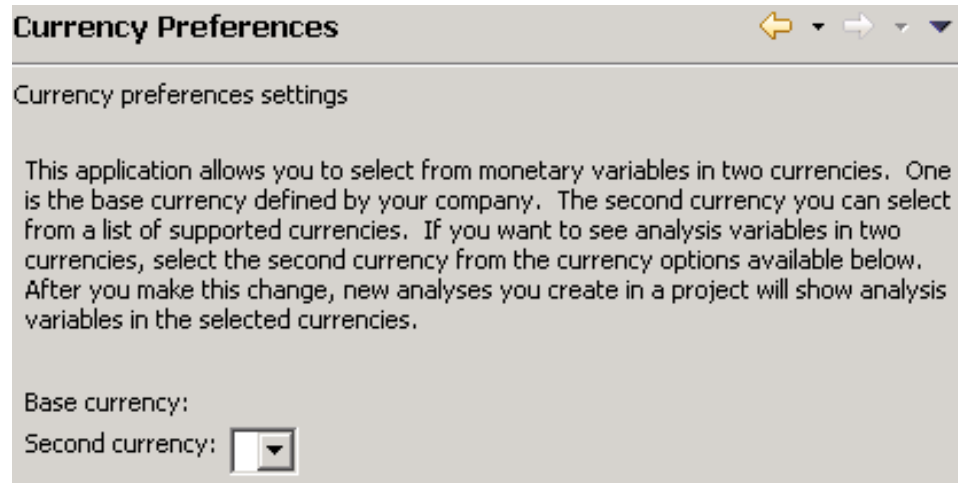 Currency Preferences
Currency preferences settings
This application allows you to select from monetary variables in two currencies.  One
is the base currency defined by your company.  The second currency you can select
from a list of supported currencies.  If you want to see analysis variables in two
currencies, select the second currency from the currency options available below.
After you make this change, new analyses you create in a project will show analysis
variables in the selected currencies.
Base currency:
Second currency: